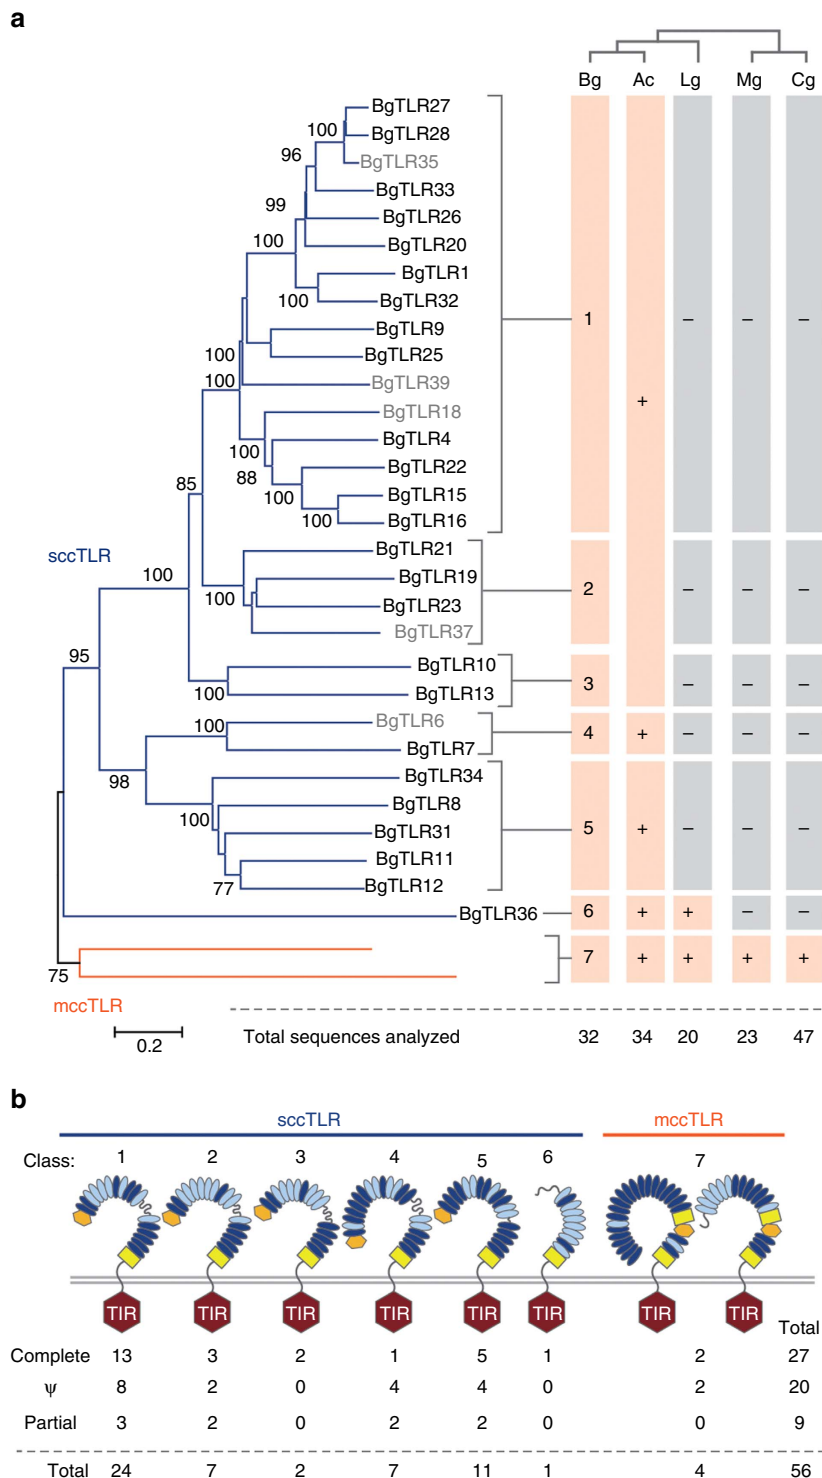 a
Bg Ac Lg Mg Cg
BgTLR27
100 BgTLR28
96 BgTLR35
BgTLR33
99 BgTLR26
100 BgTLR20
BgTLR1
100 BgTLR32
1 – – –
BgTLR9
100 BgTLR25
100 BgTLR39
+
BgTLR18
100 BgTLR4
88 BgTLR22
100 BgTLR15
85
100 BgTLR16
sccTLR
BgTLR21
100 BgTLR19
100 BgTLR23
2 – – –
BgTLR37
95
BgTLR10
100 BgTLR13
3 – – –
BgTLR6
100 BgTLR7
4 + – – –
98
BgTLR34
BgTLR8
100 BgTLR31
5 + – – –
BgTLR11
77 BgTLR12
BgTLR36 6 + + – –
7 + + + +
75
mccTLR
0.2
Total sequences analyzed 32 34 20 23 47
b
sccTLR mccTLR
Class: 1 2 3 4 5 6 7
TIR TIR TIR TIR TIR TIR TIR TIR
Total
Complete 13 3 2 1 5 1 2 27
ψ 8 2 0 4 4 0 2 20
Partial 3 2 0 2 2 0 0 9
Total 24 7 2 7 11 1 4 56